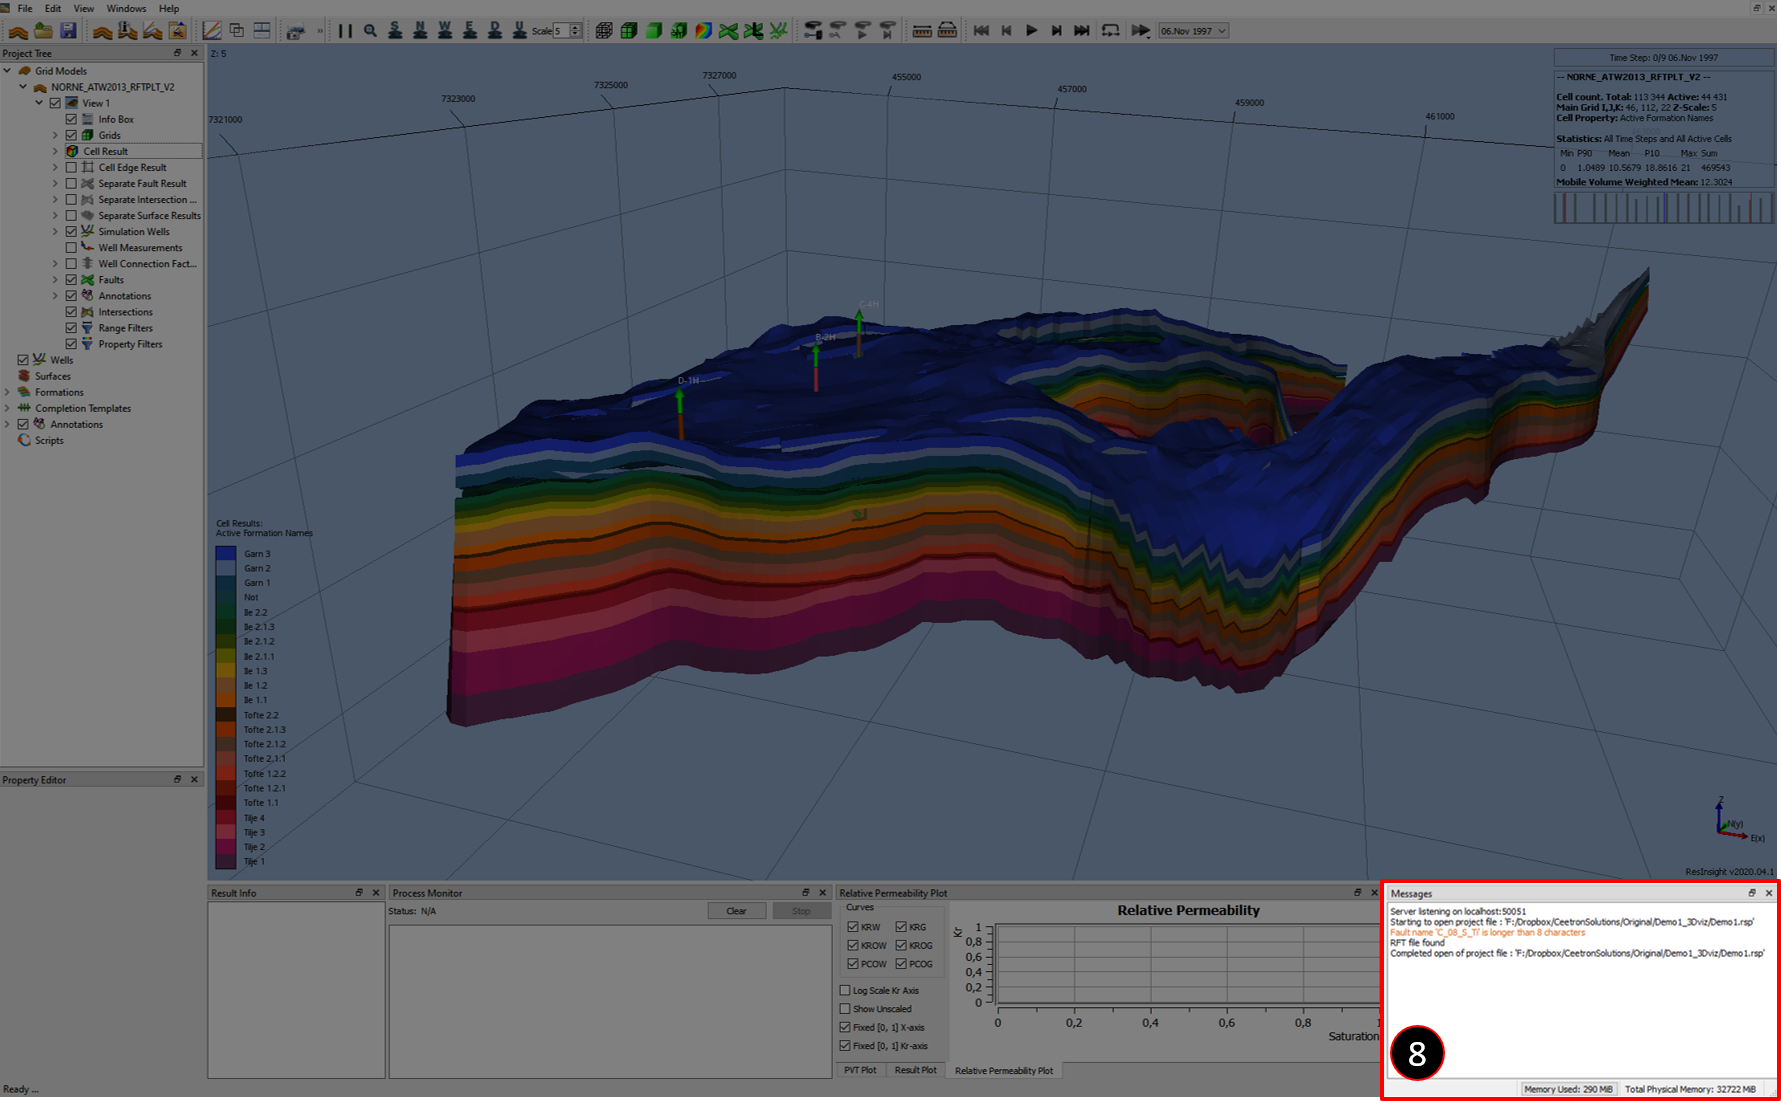 File Edit View Windows Help
Scale 5
06.Nov 1997
Project Tree
Grid Models
NORNE_ATW2013_RFTPLT_V2
View 1
Info Box
Grids
Cell Result
Cell Edge Result
Separate Fault Result
Separate Intersection ...
Separate Surface Results
Simulation Wells
Well Measurements
Well Connection Fact...
Faults
Annotations
Intersections
Range Filters
Property Filters
Wells
Surfaces
Formations
Completion Templates
Annotations
Scripts
Property Editor
Z: 5
7321000
7323000
7325000
7327000
455000
457000
459000
461000
Time Step: 0/9 06.Nov 1997
-- NORNE_ATW2013_RFTPLT_V2 --
Cell count. Total: 113 344 Active: 44 431
Main Grid I,J,K: 46, 112, 22 Z-Scale: 5
Cell Property: Active Formation Names
Statistics: All Time Steps and All Active Cells
Min P90 Mean P10 Max Sum
0 1.0489 10.5679 18.8616 21 469543
Mobile Volume Weighted Mean: 12.3024
C-4H
B-2H
D-1H
Cell Results:
Active Formation Names
Garn 3
Garn 2
Garn 1
Not
Ile 2.2
Ile 2.1.3
Ile 2.1.2
Ile 2.1.1
Ile 1.3
Ile 1.2
Ile 1.1
Tofte 2.2
Tofte 2.1.3
Tofte 2.1.2
Tofte 2.1.1
Tofte 1.2.2
Tofte 1.2.1
Tofte 1.1
Tilje 4
Tilje 3
Tilje 2
Tilje 1
Z
N(y)
E(x)
ResInsight v2020.04.1
Result Info
Process Monitor
Status: N/A
Clear
Stop
Relative Permeability Plot
Curves
KRW KRG
KROW KROG
PCOW PCOG
Log Scale Kr Axis
Show Unscaled
Fixed [0, 1] X-axis
Fixed [0, 1] Kr-axis
Relative Permeability
Kr
1
0,8
0,6
0,4
0,2
0
0 0,2 0,4 0,6 0,8 1
Saturation
PVT Plot Result Plot Relative Permeability Plot
Messages
Server listening on localhost:50051
Starting to open project file : 'F:/Dropbox/CeetronSolutions/Original/Demo1_3Dviz/Demo1.rsp'
Fault name 'C_08_S_Ti' is longer than 8 characters
RFT file found
Completed open of project file : 'F:/Dropbox/CeetronSolutions/Original/Demo1_3Dviz/Demo1.rsp'
8
Ready ...
Memory Used: 290 MiB Total Physical Memory: 32722 MiB